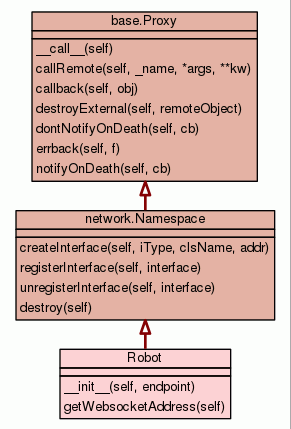 base.Proxy
__call__(self)
callRemote(self, _name, *args, **kw)
callback(self, obj)
destroyExternal(self, remoteObject)
dontNotifyOnDeath(self, cb)
errback(self, f)
notifyOnDeath(self, cb)
network.Namespace
createInterface(self, iType, clsName, addr)
registerInterface(self, interface)
unregisterInterface(self, interface)
destroy(self)
Robot
__init__(self, endpoint)
getWebsocketAddress(self)